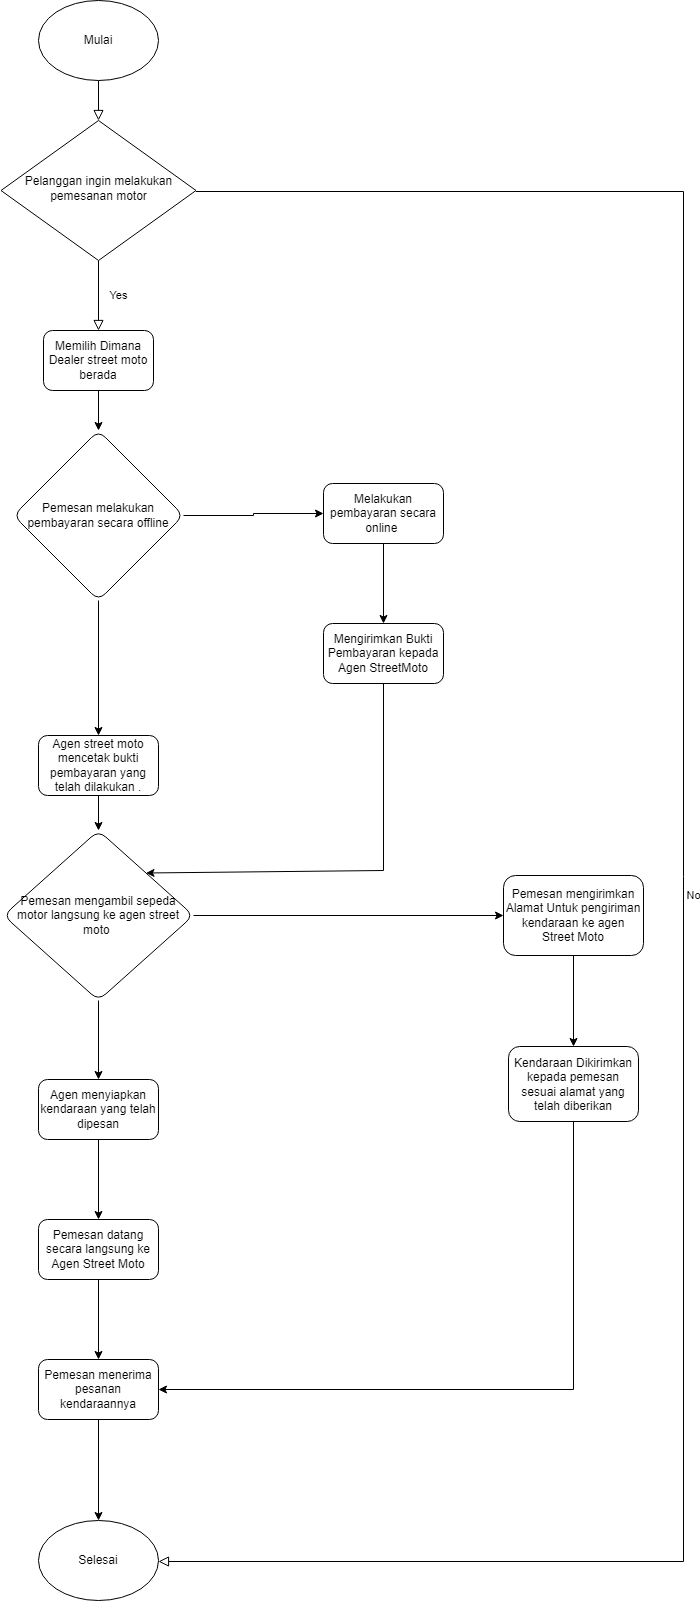 Mulai
Pelanggan ingin melakukan
pemesanan motor
Yes
Memilih Dimana
Dealer street moto
berada
Pemesan melakukan
pembayaran secara offline
Melakukan
pembayaran secara
online
Mengirimkan Bukti
Pembayaran kepada
Agen StreetMoto
Agen street moto
mencetak bukti
pembayaran yang
telah dilakukan .
Pemesan mengambil sepeda
motor langsung ke agen street
moto
Pemesan mengirimkan
Alamat Untuk pengiriman
kendaraan ke agen
Street Moto
No
Kendaraan Dikirimkan
kepada pemesan
sesuai alamat yang
telah diberikan
Agen menyiapkan
kendaraan yang telah
dipesan
Pemesan datang
secara langsung ke
Agen Street Moto
Pemesan menerima
pesanan
kendaraannya
Selesai